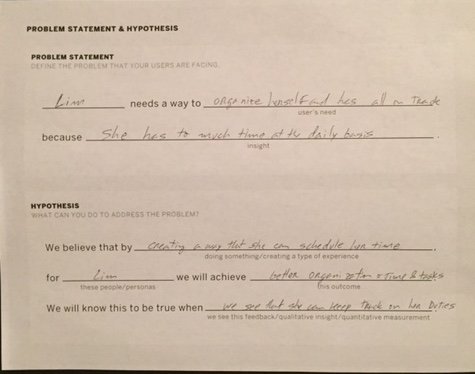 PROBLEM STATEMENT & HYPOTHESIS
PROBLEM STATEMENT
DEFINE THE PROBLEM THAT YOUR USERS ARE FACING.
Lim needs a way to organize herself and has all on Track
user's need
because She has to much time at the daily basis.
insight
HYPOTHESIS
WHAT CAN YOU DO TO ADDRESS THE PROBLEM?
We believe that by creating a way that she can schedule her time,
doing something/creating a type of experience
for Lim we will achieve better organization time & tasks
these people/personas this outcome
We will know this to be true when we see that she can keep Track on her Duties
we see this feedback/qualitative insight/quantitative measurement